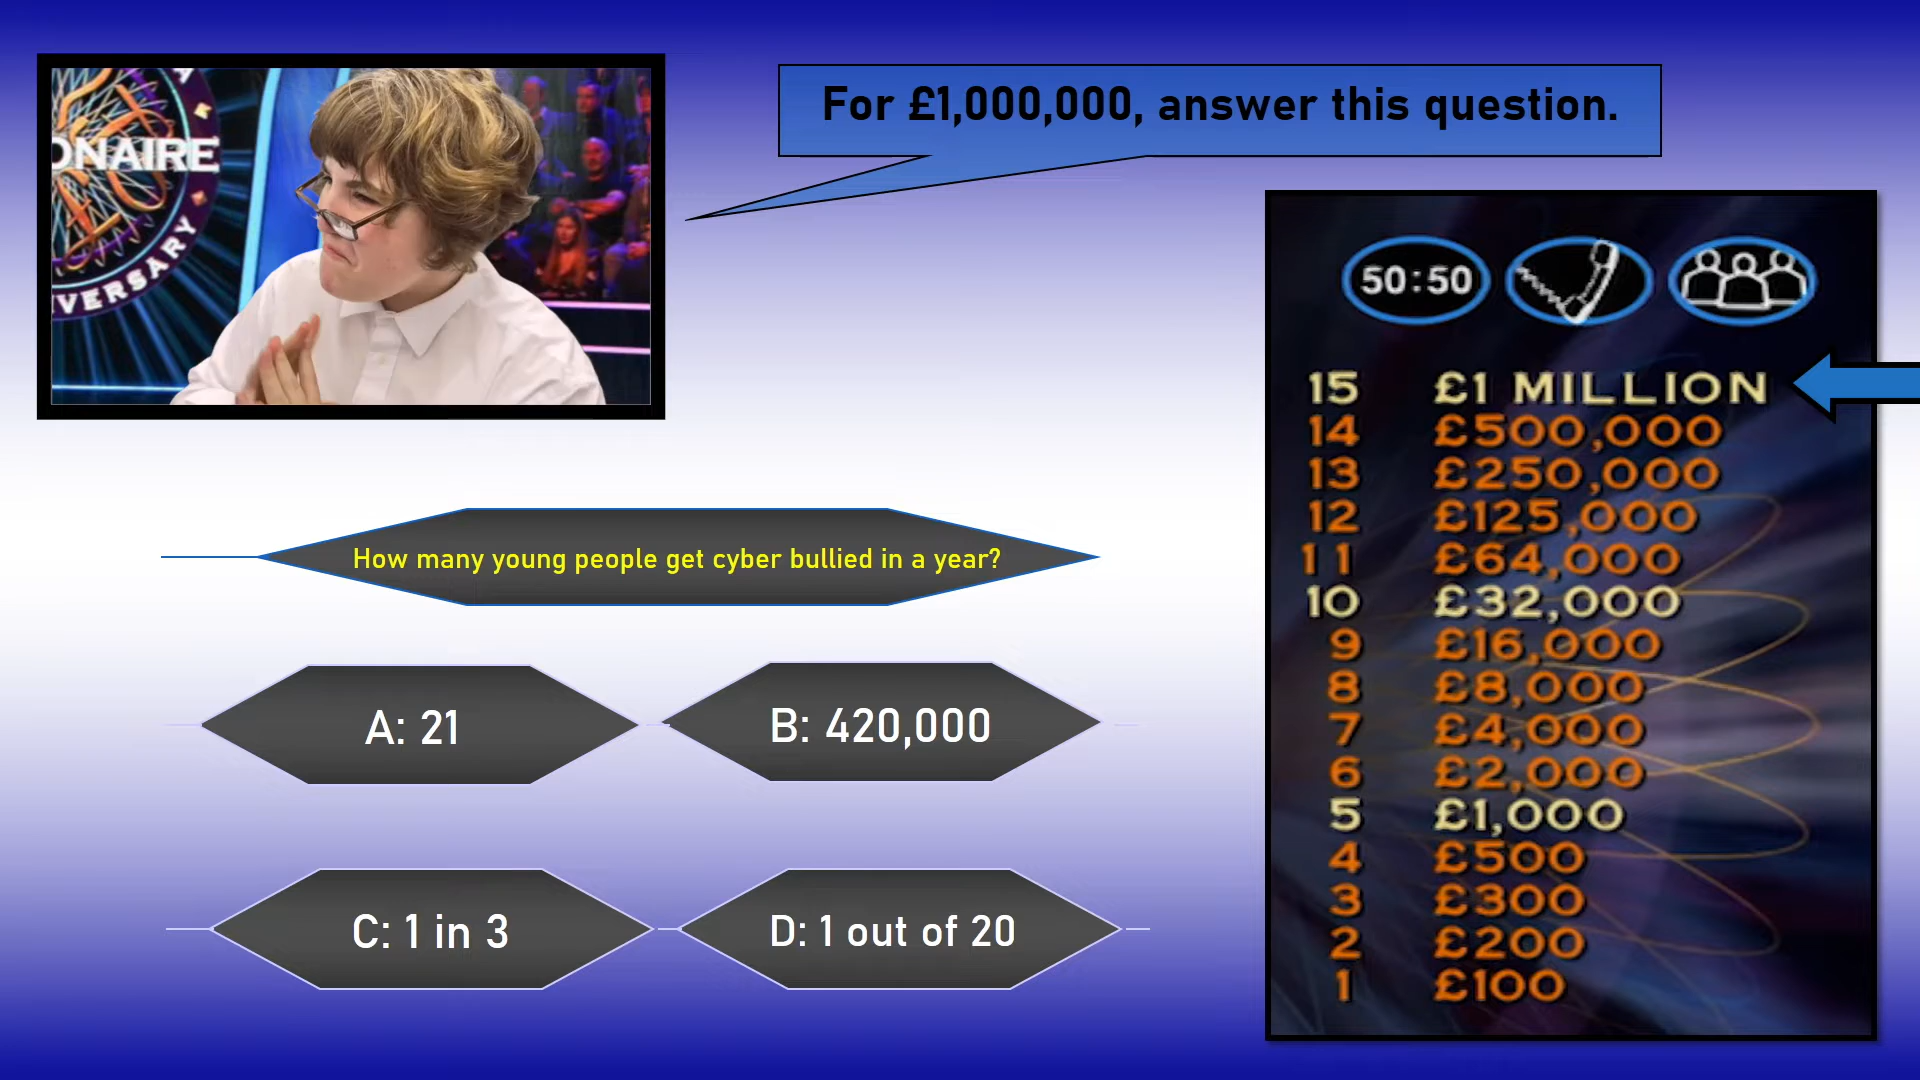 ONAIRE
VERSARY
For £1,000,000, answer this question.
50:50
15 £1 MILLION
14 £500,000
13 £250,000
12 £125,000
11 £64,000
10 £32,000
9 £16,000
8 £8,000
7 £4,000
6 £2,000
5 £1,000
4 £500
3 £300
2 £200
1 £100
How many young people get cyber bullied in a year?
A: 21
B: 420,000
C: 1 in 3
D: 1 out of 20